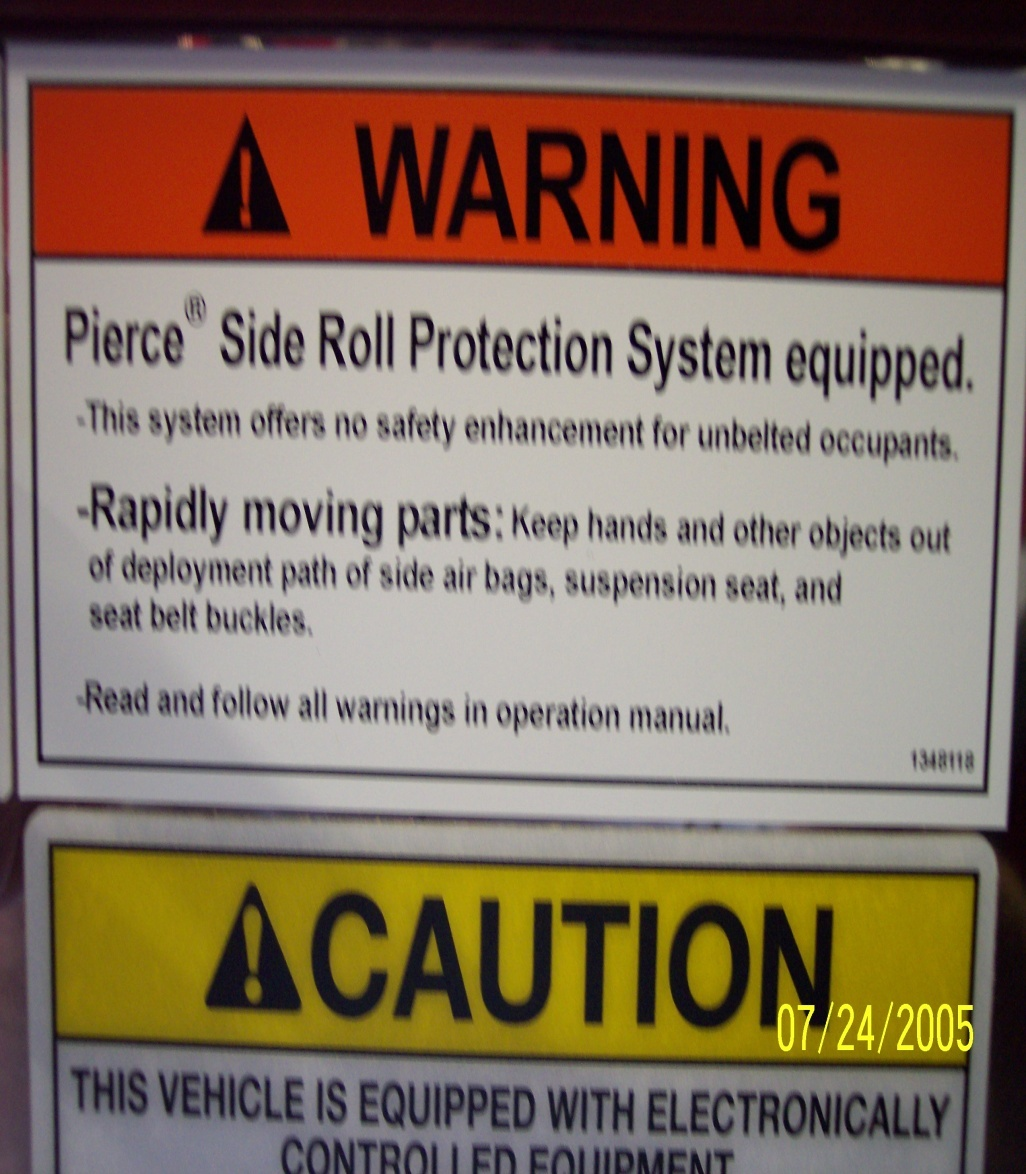 WARNING
Pierce® Side Roll Protection System equipped.
-This system offers no safety enhancement for unbelted occupants.
-Rapidly moving parts: Keep hands and other objects out
of deployment path of side air bags, suspension seat, and
seat belt buckles.
-Read and follow all warnings in operation manual.
1348118
CAUTION
07/24/2005
THIS VEHICLE IS EQUIPPED WITH ELECTRONICALLY
CONTROLLED EQUIPMENT